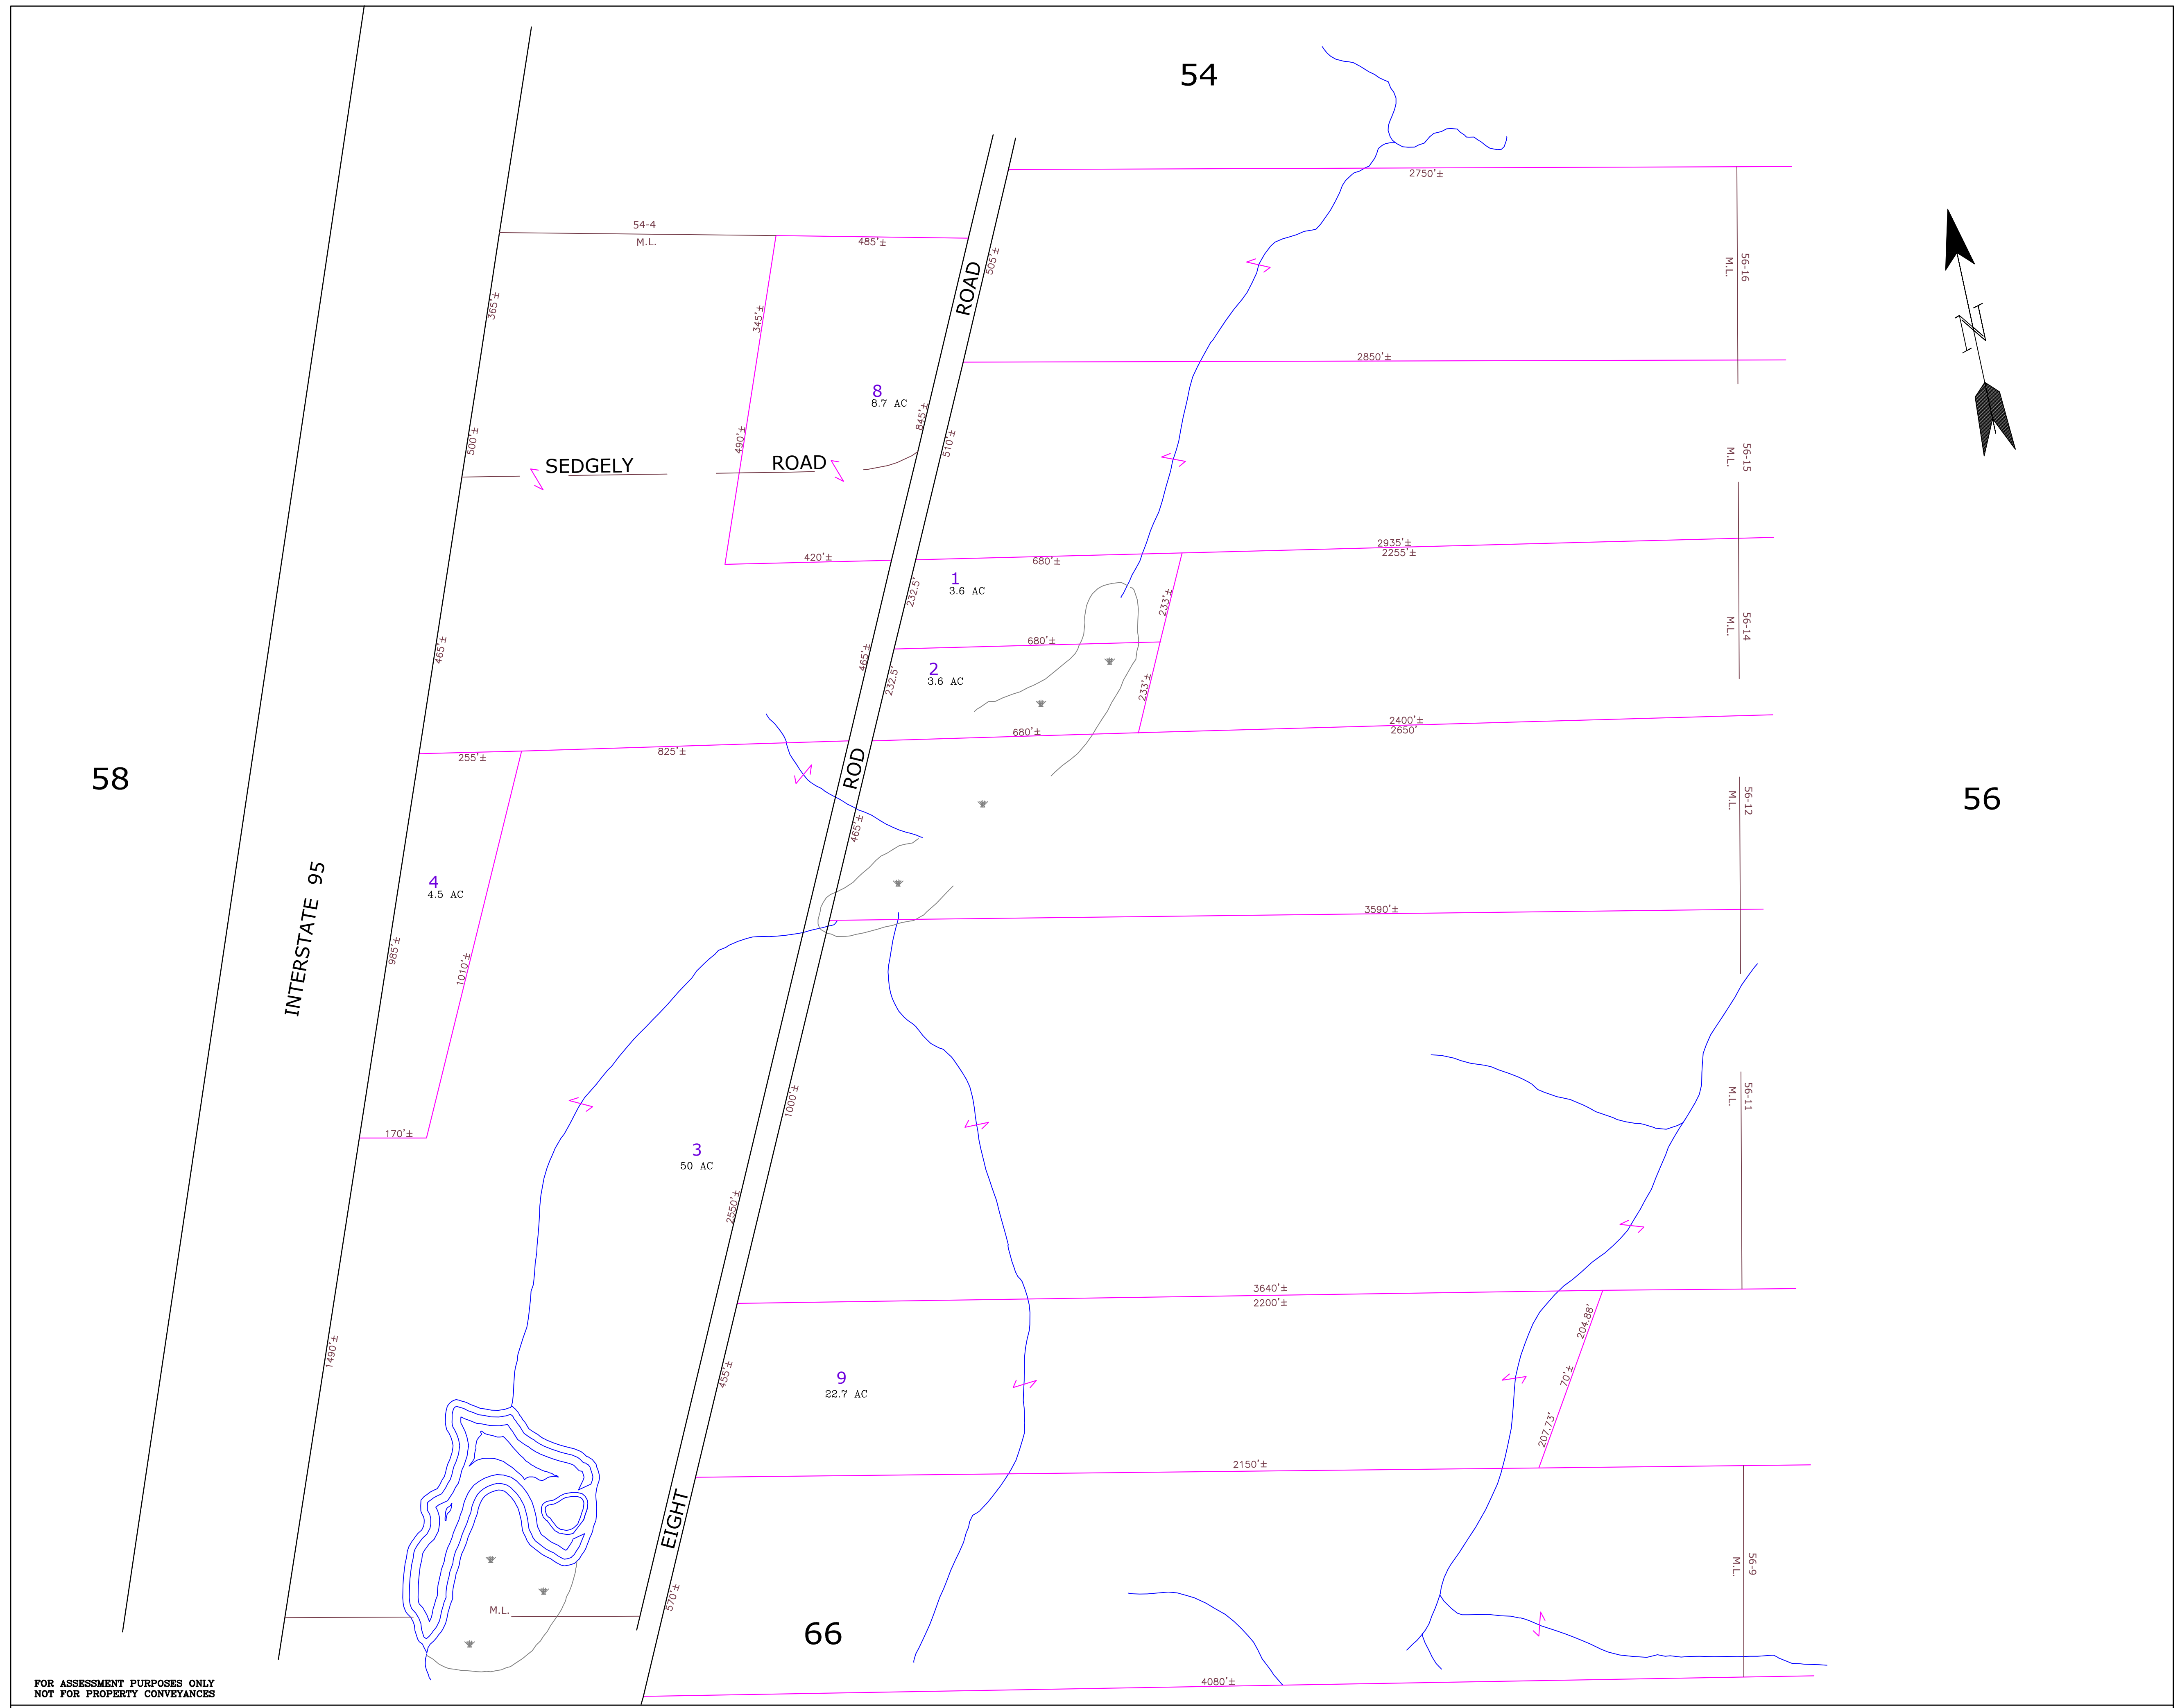 54
2750'±
54-4
M.L.
485'±
505'±
ROAD
56-16
M.L.
N
365'±
345'±
2850'±
8
8.7 AC
845'±
510'±
500'±
490'±
SEDGELY ROAD
56-15
M.L.
420'±
680'±
2935'±
2255'±
1
3.6 AC
232.5'
233'±
465'±
465'±
680'±
56-14
M.L.
2
3.6 AC
232.5'
233'±
680'±
2400'±
2650'
255'±
825'±
ROD
58
56
465'±
56-12
M.L.
4
4.5 AC
INTERSTATE 95
985'±
1010'±
3590'±
1000'±
56-11
M.L.
170'±
3
50 AC
2550'±
3640'±
2200'±
1490'±
455'±
9
22.7 AC
204.88'
70'±
207.73'
2150'±
EIGHT
570'±
56-9
M.L.
M.L.
66
4080'±
FOR ASSESSMENT PURPOSES ONLY
NOT FOR PROPERTY CONVEYANCES